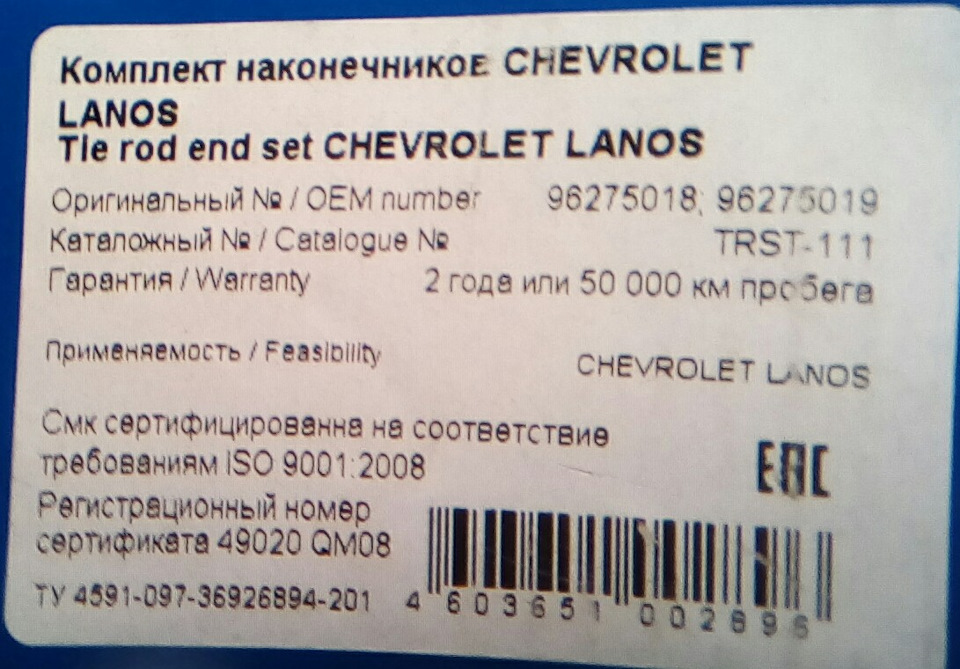 Комплект наконечников CHEVROLET
LANOS
Tie rod end set CHEVROLET LANOS
Оригинальный № / OEM number 96275018; 96275019
Каталожный № / Catalogue № TRST-111
Гарантия / Warranty 2 года или 50 000 км пробега
Применяемость / Feasibility CHEVROLET LANOS
Смк сертифицированна на соответствие
требованиям ISO 9001:2008
EAC
Регистрационный номер
сертификата 49020 QM08
ТУ 4591-097-36926894-201
4 603651 002896